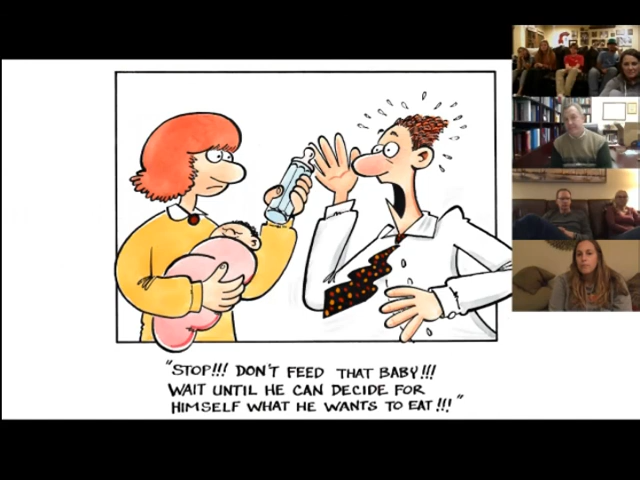 "STOP!!! DON'T FEED THAT BABY!!!
WAIT UNTIL HE CAN DECIDE FOR
HIMSELF WHAT HE WANTS TO EAT!!!"